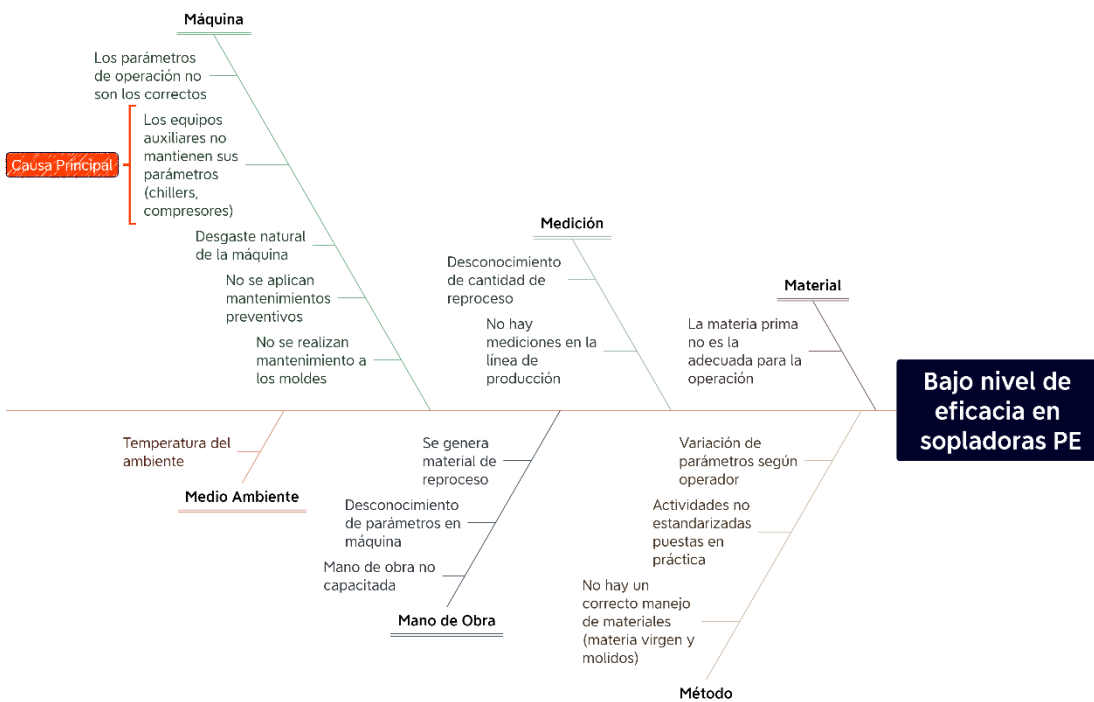 Máquina
Los parámetros
de operación no
son los correctos
Causa Principal
Los equipos
auxiliares no
mantienen sus
parámetros
(chillers,
compresores)
Desgaste natural
de la máquina
No se aplican
mantenimientos
preventivos
No se realizan
mantenimiento a
los moldes
Medición
Desconocimiento
de cantidad de
reproceso
No hay
mediciones en la
línea de
producción
Material
La materia prima
no es la
adecuada para la
operación
Bajo nivel de
eficacia en
sopladoras PE
Temperatura del
ambiente
Medio Ambiente
Se genera
material de
reproceso
Desconocimiento
de parámetros en
máquina
Mano de obra no
capacitada
Mano de Obra
Variación de
parámetros según
operador
Actividades no
estandarizadas
puestas en
práctica
No hay un
correcto manejo
de materiales
(materia virgen y
molidos)
Método